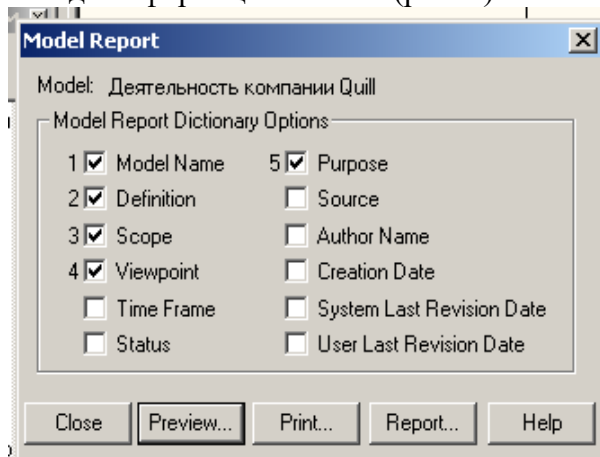 Model Report
Model: Деятельность компании Quill
Model Report Dictionary Options
1 Model Name 5 Purpose
2 Definition Source
3 Scope Author Name
4 Viewpoint Creation Date
Time Frame System Last Revision Date
Status User Last Revision Date
Close Preview... Print... Report... Help